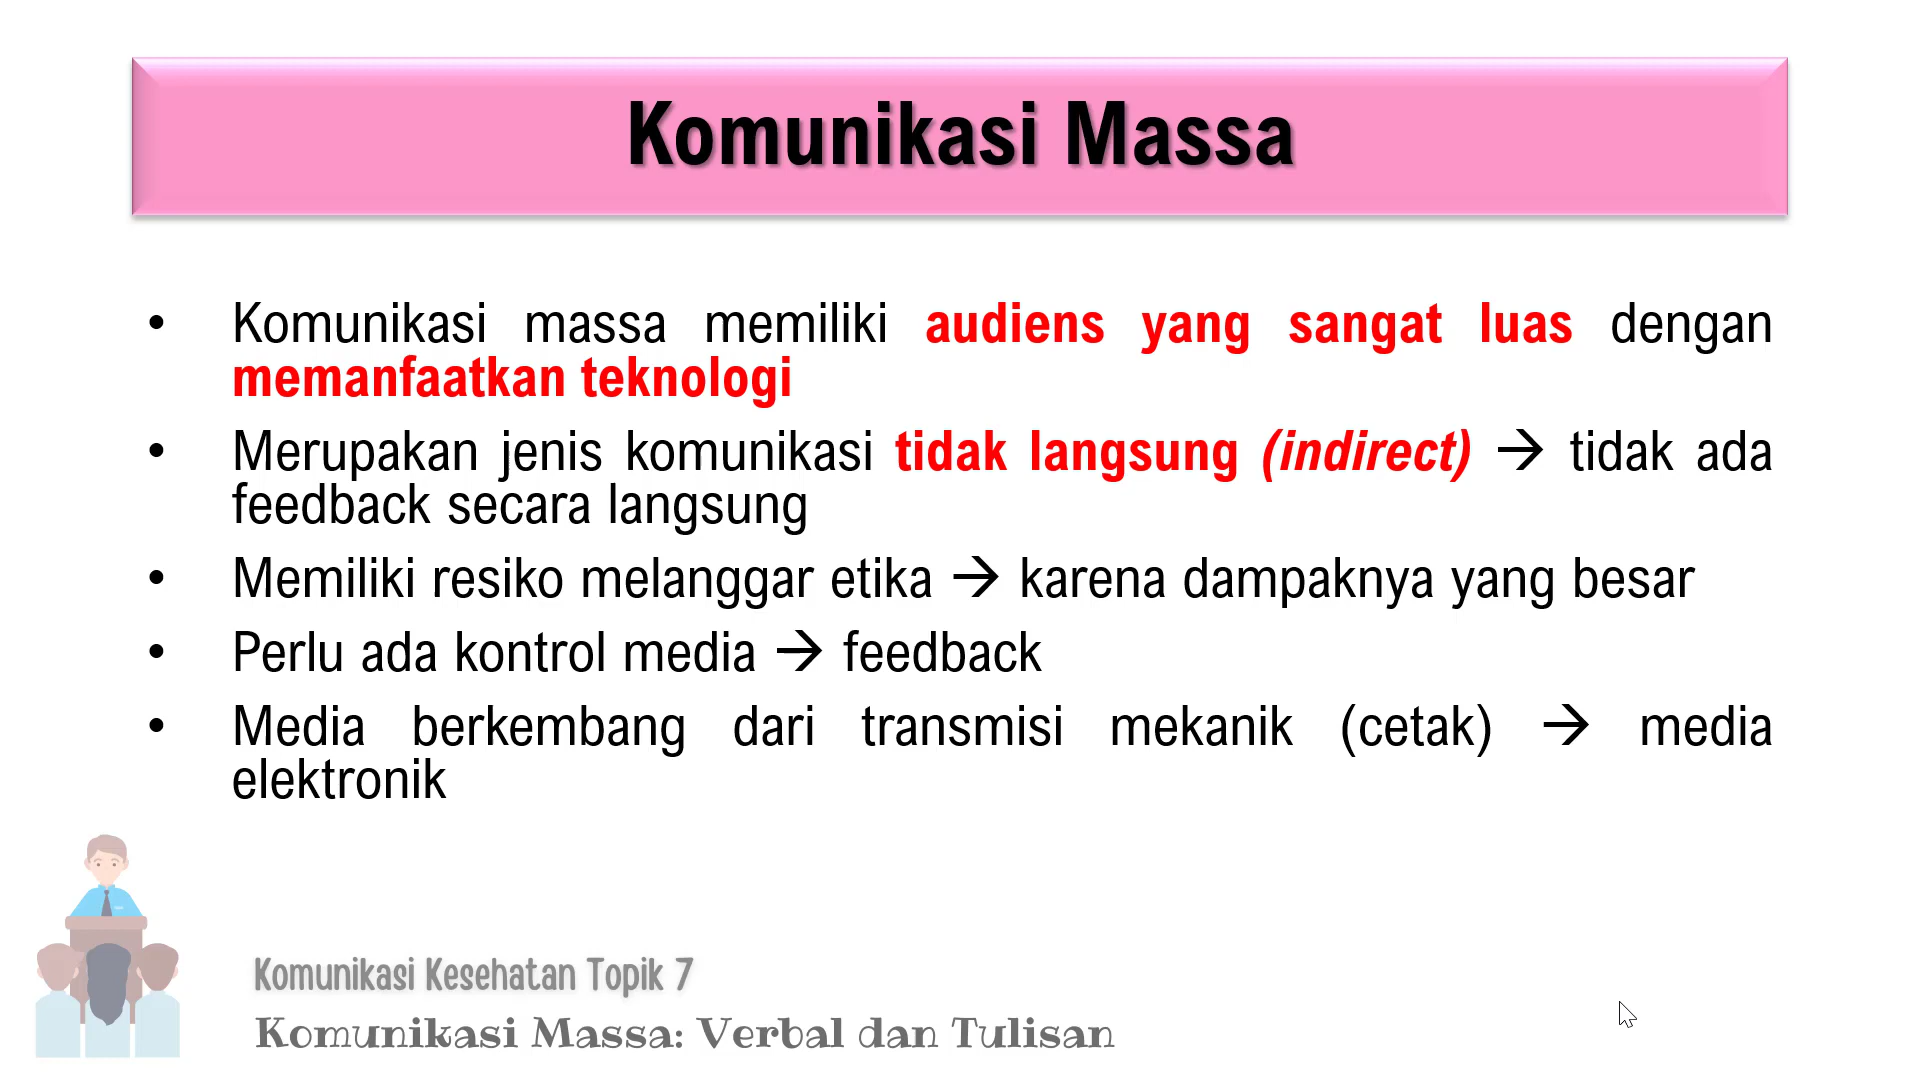 Komunikasi Massa
• Komunikasi massa memiliki audiens yang sangat luas dengan
memanfaatkan teknologi
• Merupakan jenis komunikasi tidak langsung (indirect) → tidak ada
feedback secara langsung
• Memiliki resiko melanggar etika → karena dampaknya yang besar
• Perlu ada kontrol media → feedback
• Media berkembang dari transmisi mekanik (cetak) → media
elektronik
Komunikasi Kesehatan Topik 7
Komunikasi Massa: Verbal dan Tulisan